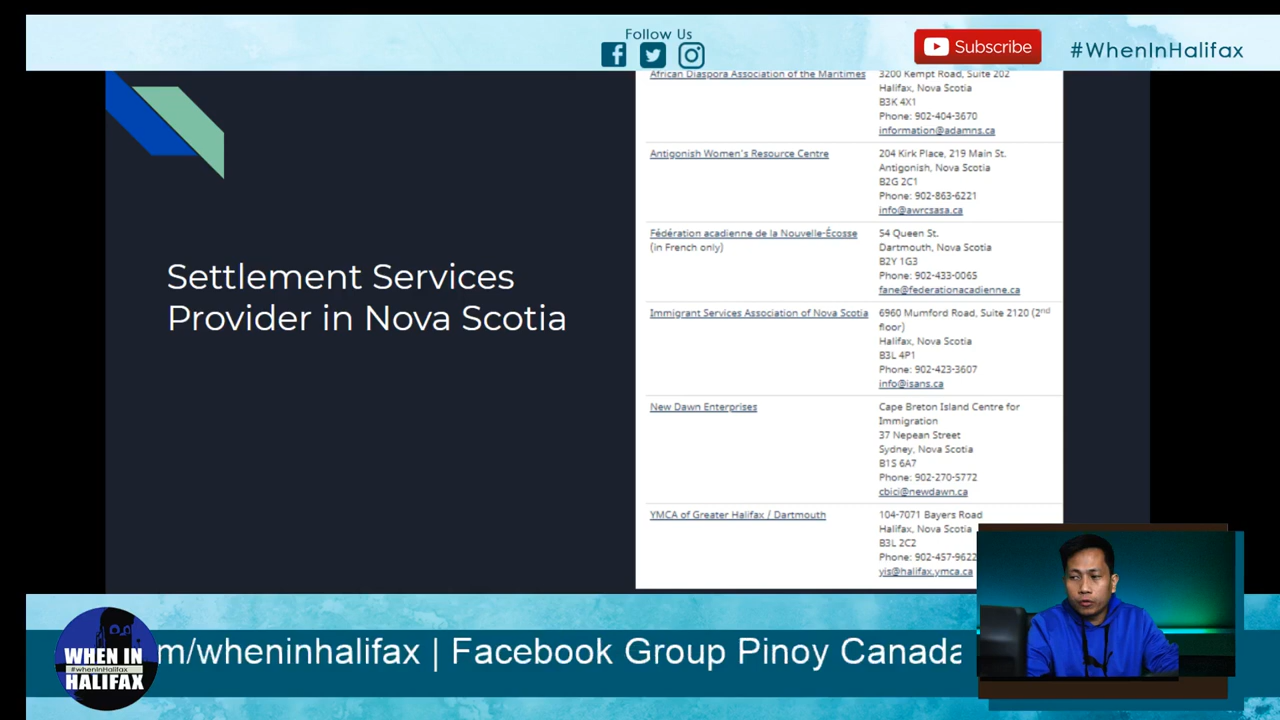 Follow Us
Subscribe
#WhenInHalifax
Settlement Services
Provider in Nova Scotia
African Diaspora Association of the Maritimes
3200 Kempt Road, Suite 202
Halifax, Nova Scotia
B3K 4X1
Phone: 902-404-3670
information@adamns.ca
Antigonish Women's Resource Centre
204 Kirk Place, 219 Main St.
Antigonish, Nova Scotia
B2G 2C1
Phone: 902-863-6221
info@awrcsasa.ca
Fédération acadienne de la Nouvelle-Écosse
(in French only)
54 Queen St.
Dartmouth, Nova Scotia
B2Y 1G3
Phone: 902-433-0065
fane@federationacadienne.ca
Immigrant Services Association of Nova Scotia
6960 Mumford Road, Suite 2120 (2nd
floor)
Halifax, Nova Scotia
B3L 4P1
Phone: 902-423-3607
info@isans.ca
New Dawn Enterprises
Cape Breton Island Centre for
Immigration
37 Nepean Street
Sydney, Nova Scotia
B1S 6A7
Phone: 902-270-5772
cbici@newdawn.ca
YMCA of Greater Halifax / Dartmouth
104-7071 Bayers Road
Halifax, Nova Scotia
B3L 2C2
Phone: 902-457-9622
yis@halifax.ymca.ca
WHEN IN
#whenInHalifax
HALIFAX
m/wheninhalifax | Facebook Group Pinoy Canada